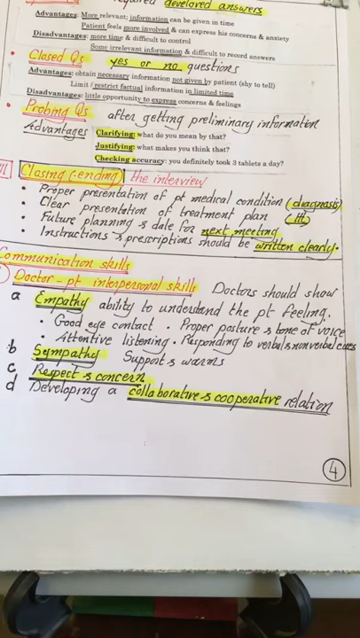 required developed answers
Advantages: More relevant; information can be given in time
Patient feels more involved & can express his concerns & anxiety
Disadvantages: more time & difficult to control
Some irrelevant information & difficult to record answers
• Closed Qs yes or no questions
Advantages: obtain necessary information not given by patient (shy to tell)
Limit / restrict factual information in limited time
Disadvantages: little opportunity to express concerns & feelings
• Probing Qs after getting preliminary information
Advantages Clarifying: what do you mean by that?
Justifying: what makes you think that?
Checking accuracy: you definitely took 3 tablets a day?
III Closing (ending) the interview
• Proper presentation of pt medical condition (diagnosis)
• Clear presentation of treatment plan (ttt)
• Future planning & date for next meeting
• Instructions & prescriptions should be written clearly.
Communication skills
Doctor-pt interpersonal skills Doctors should show
a Empathy ability to understand the pt feeling.
• Good eye contact • Proper posture & tone of voice
• Attentive listening • Responding to verbal & nonverbal cues
b Sympathy Support & warms
c Respect & concern
d Developing a collaborative & cooperative relation
4